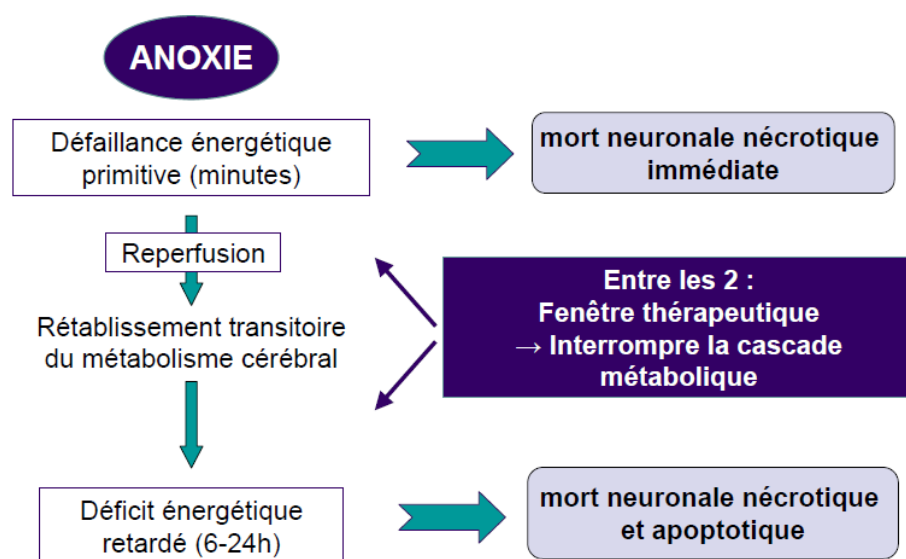 ANOXIE
Défaillance énergétique
primitive (minutes)
mort neuronale nécrotique
immédiate
Reperfusion
Rétablissement transitoire
du métabolisme cérébral
Entre les 2 :
Fenêtre thérapeutique
→ Interrompre la cascade
métabolique
Déficit énergétique
retardé (6-24h)
mort neuronale nécrotique
et apoptotique